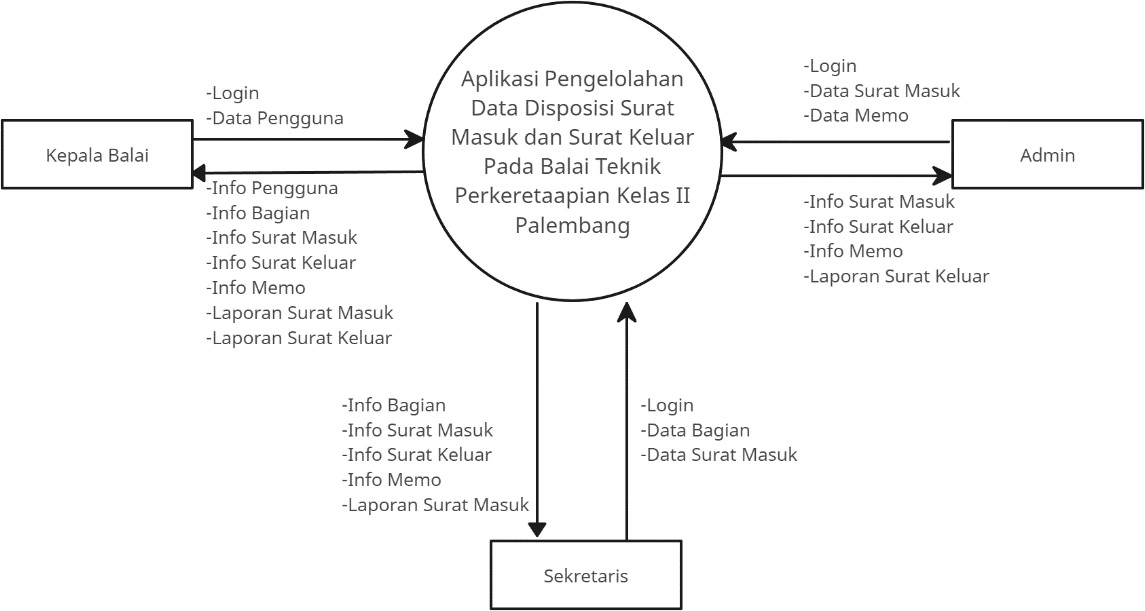 Aplikasi Pengelolahan
Data Disposisi Surat
Masuk dan Surat Keluar
Pada Balai Teknik
Perkeretaapian Kelas II
Palembang
Kepala Balai
-Login
-Data Pengguna
-Info Pengguna
-Info Bagian
-Info Surat Masuk
-Info Surat Keluar
-Info Memo
-Laporan Surat Masuk
-Laporan Surat Keluar
-Login
-Data Surat Masuk
-Data Memo
Admin
-Info Surat Masuk
-Info Surat Keluar
-Info Memo
-Laporan Surat Keluar
-Info Bagian
-Info Surat Masuk
-Info Surat Keluar
-Info Memo
-Laporan Surat Masuk
-Login
-Data Bagian
-Data Surat Masuk
Sekretaris